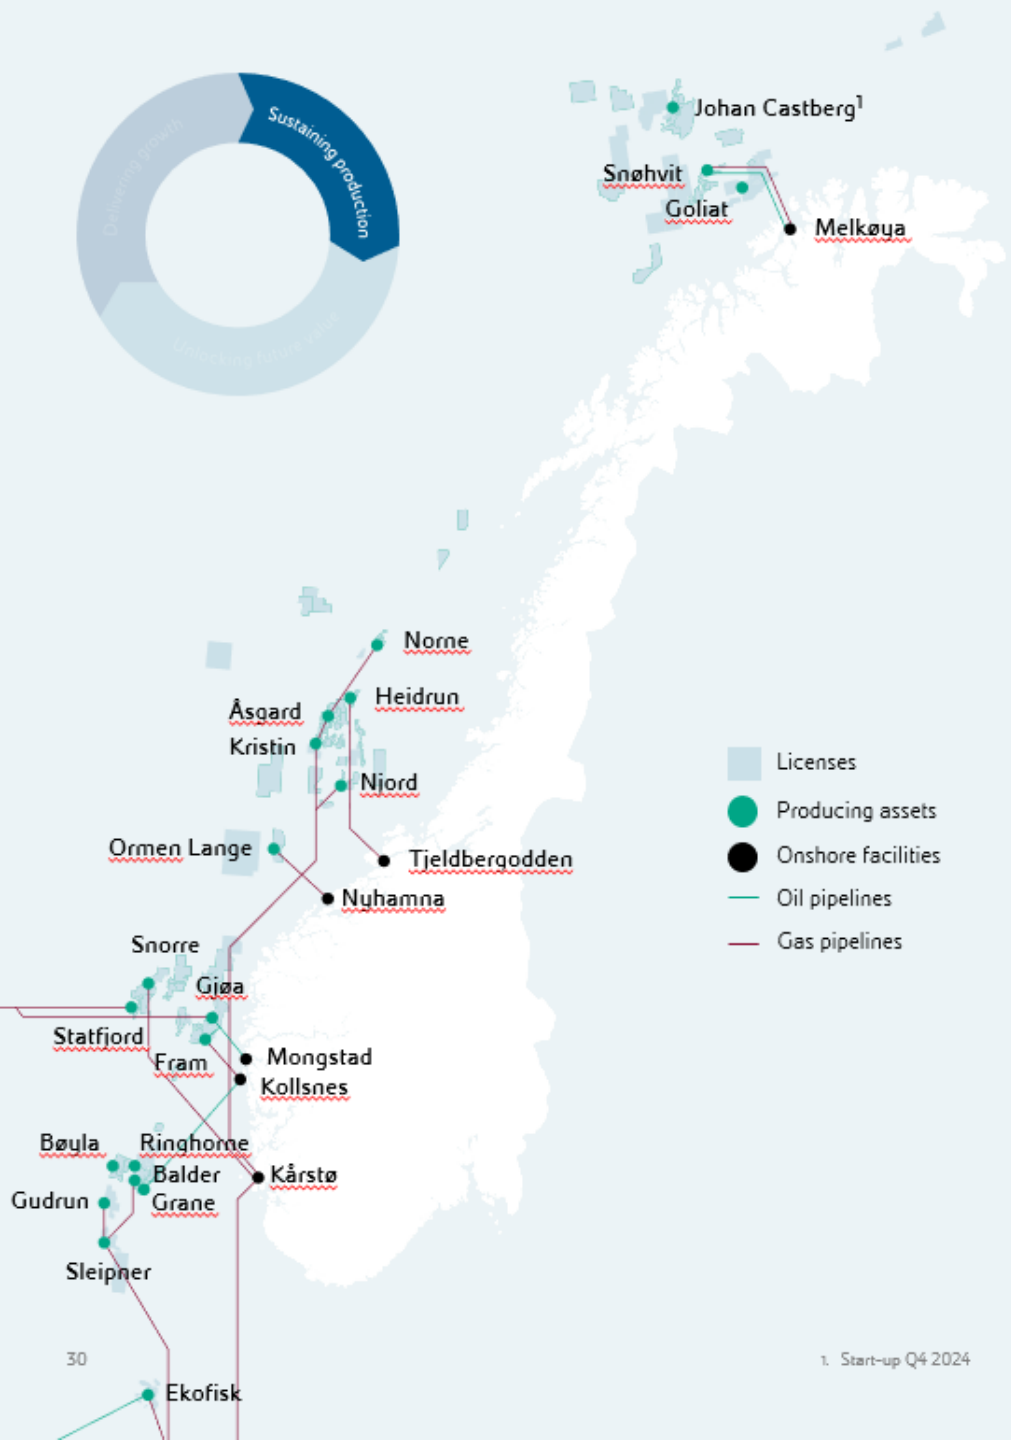 Delivering growth
Sustaining production
Unlocking future value
Johan Castberg¹
Snøhvit
Goliat
Melkøya
Norne
Heidrun
Åsgard
Kristin
Njord
Ormen Lange
Tjeldbergodden
Nyhamna
Licenses
Producing assets
Onshore facilities
Oil pipelines
Gas pipelines
Snorre
Gjøa
Statfjord
Fram
Mongstad
Kollsnes
Bøyla
Ringhorne
Balder
Kårstø
Gudrun
Grane
Sleipner
30
1. Start-up Q4 2024
Ekofisk